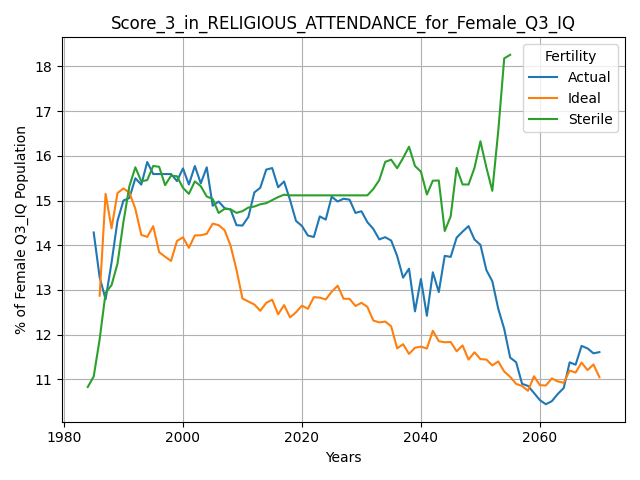 Score_3_in_RELIGIOUS_ATTENDANCE_for_Female_Q3_IQ
Fertility
Actual
Ideal
Sterile
% of Female Q3_IQ Population
18
17
16
15
14
13
12
11
1980
2000
2020
2040
2060
Years